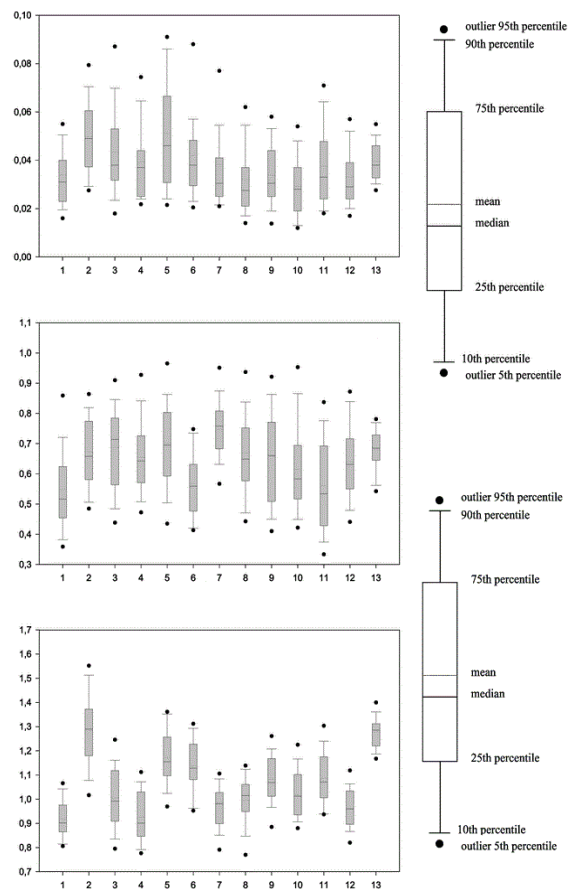 0,10
0,08
0,06
0,04
0,02
0,00
1 2 3 4 5 6 7 8 9 10 11 12 13
outlier 95th percentile
90th percentile
75th percentile
mean
median
25th percentile
10th percentile
outlier 5th percentile
1,1
1,0
0,9
0,8
0,7
0,6
0,5
0,4
0,3
1 2 3 4 5 6 7 8 9 10 11 12 13
1,7
1,6
1,5
1,4
1,3
1,2
1,1
1,0
0,9
0,8
0,7
1 2 3 4 5 6 7 8 9 10 11 12 13
outlier 95th percentile
90th percentile
75th percentile
mean
median
25th percentile
10th percentile
outlier 5th percentile